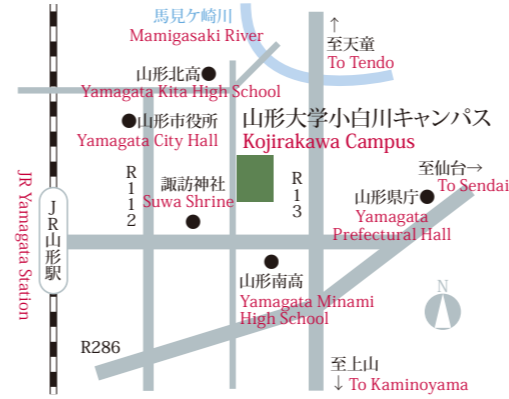 馬見ケ崎川
Mamigasaki River
↑
至天童
To Tendo
山形北高
Yamagata Kita High School
山形市役所
Yamagata City Hall
山形大学小白川キャンパス
Kojirakawa Campus
至仙台→
To Sendai
R112
諏訪神社
Suwa Shrine
R13
山形県庁
Yamagata
Prefectural Hall
JR Yamagata Station
JR山形駅
山形南高
Yamagata Minami
High School
N
R286
至上山
↓ To Kaminoyama